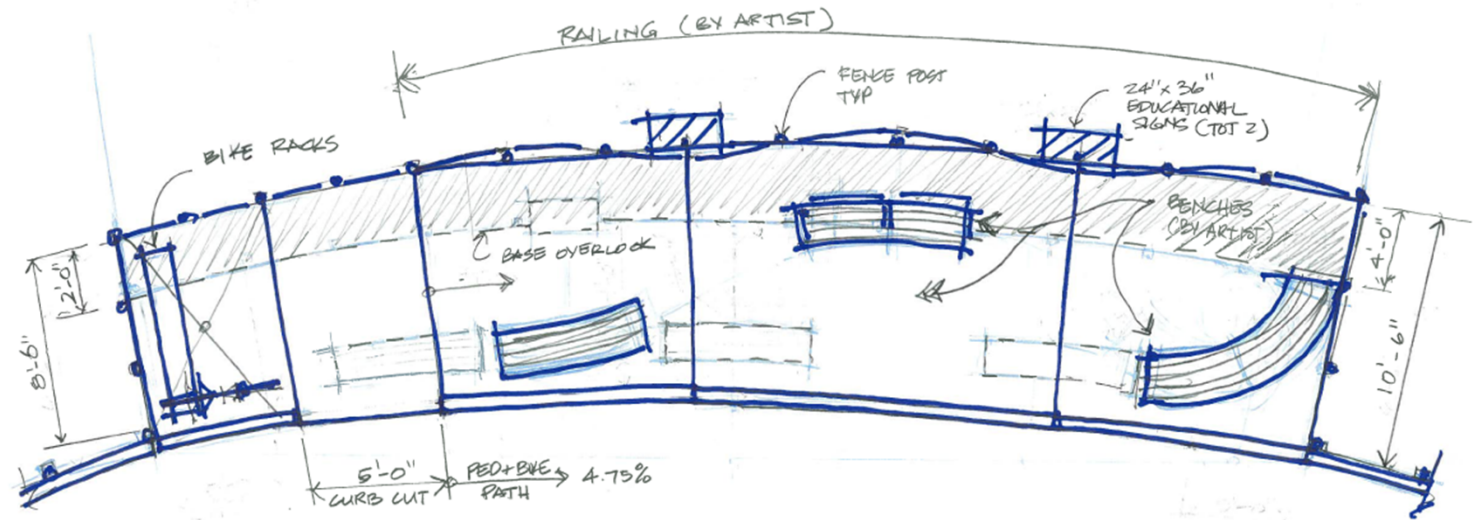 RAILING (BY ARTIST)
FENCE POST
TYP
24"x 36"
EDUCATIONAL
SIGNS (TOT 2)
BIKE RACKS
BENCHES
(BY ARTIST)
BASE OVERLOOK
2'-0"
8'-6"
4'-0"
10'-6"
5'-0"
CURB CUT
PED+BIKE
PATH
4.75%